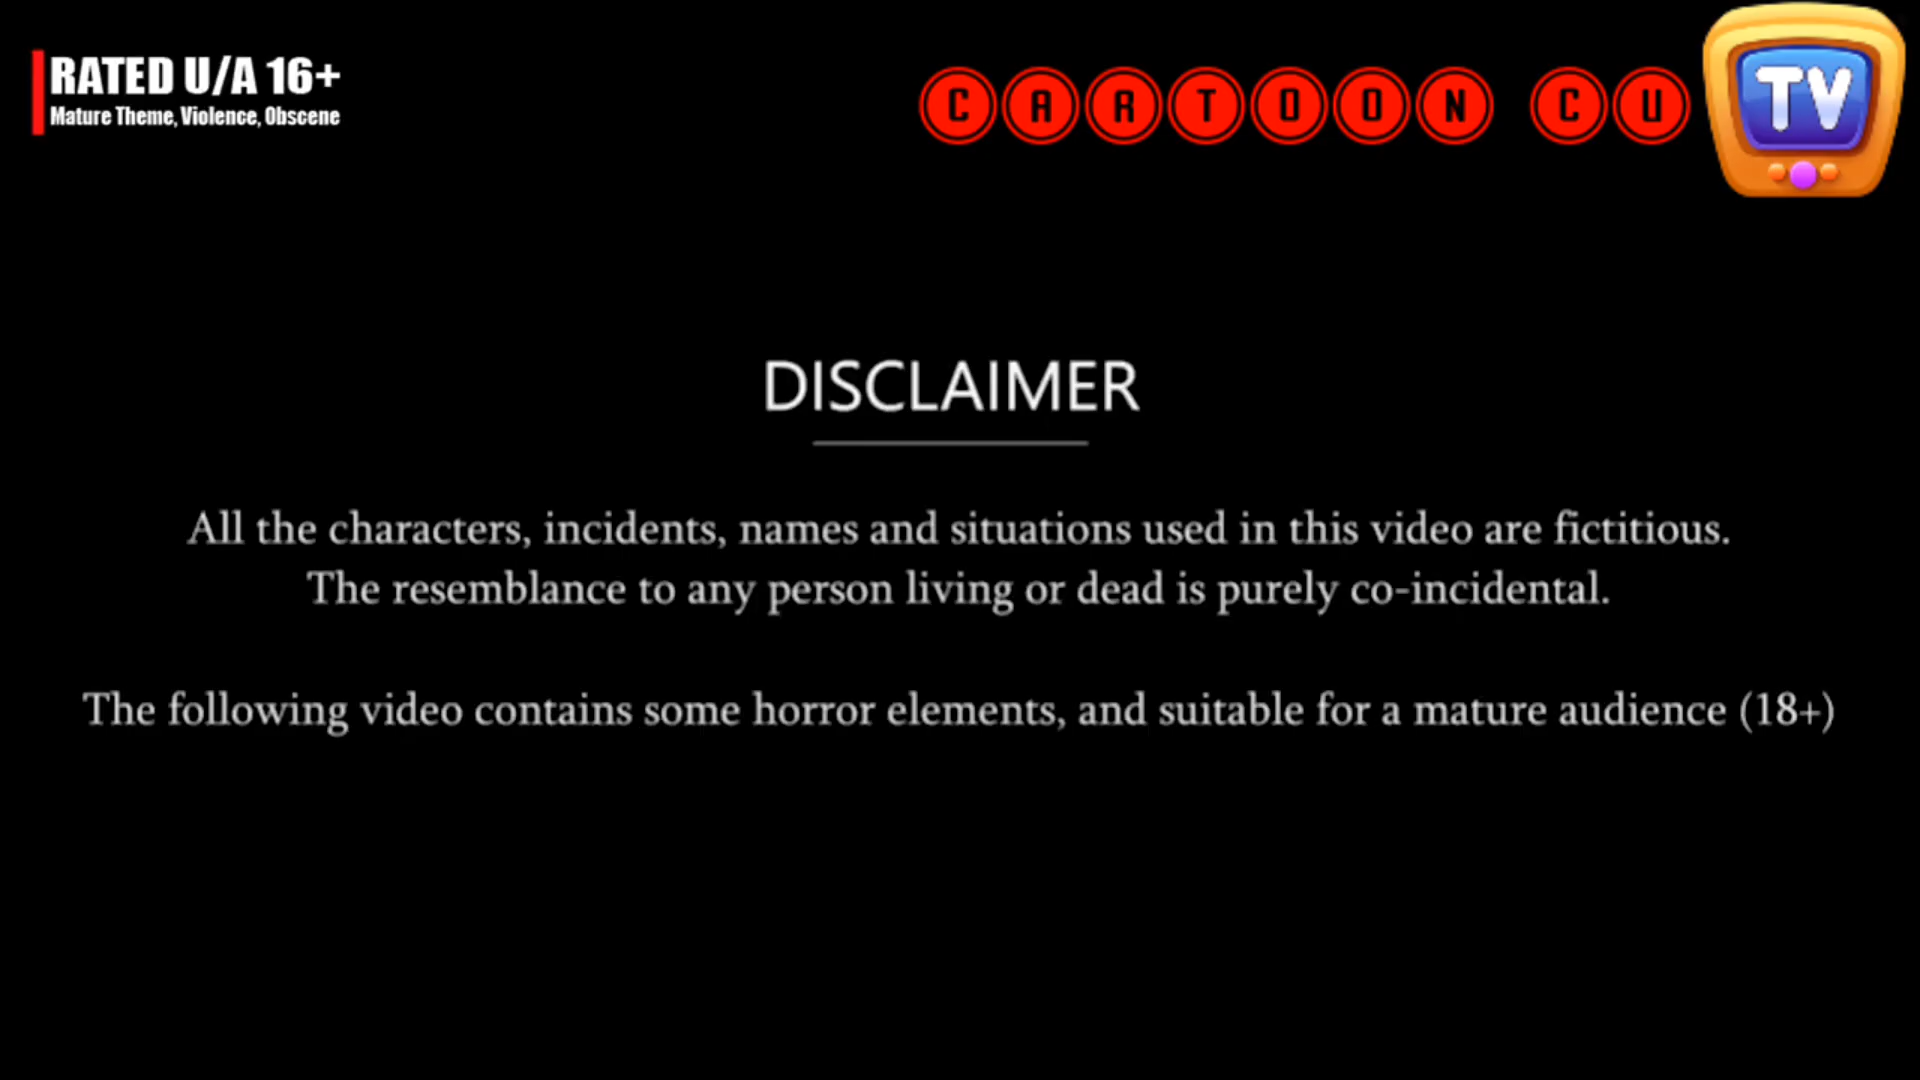 RATED U/A 16+
Mature Theme, Violence, Obscene
CARTOON CU
TV
DISCLAIMER
All the characters, incidents, names and situations used in this video are fictitious.
The resemblance to any person living or dead is purely co-incidental.
The following video contains some horror elements, and suitable for a mature audience (18+)